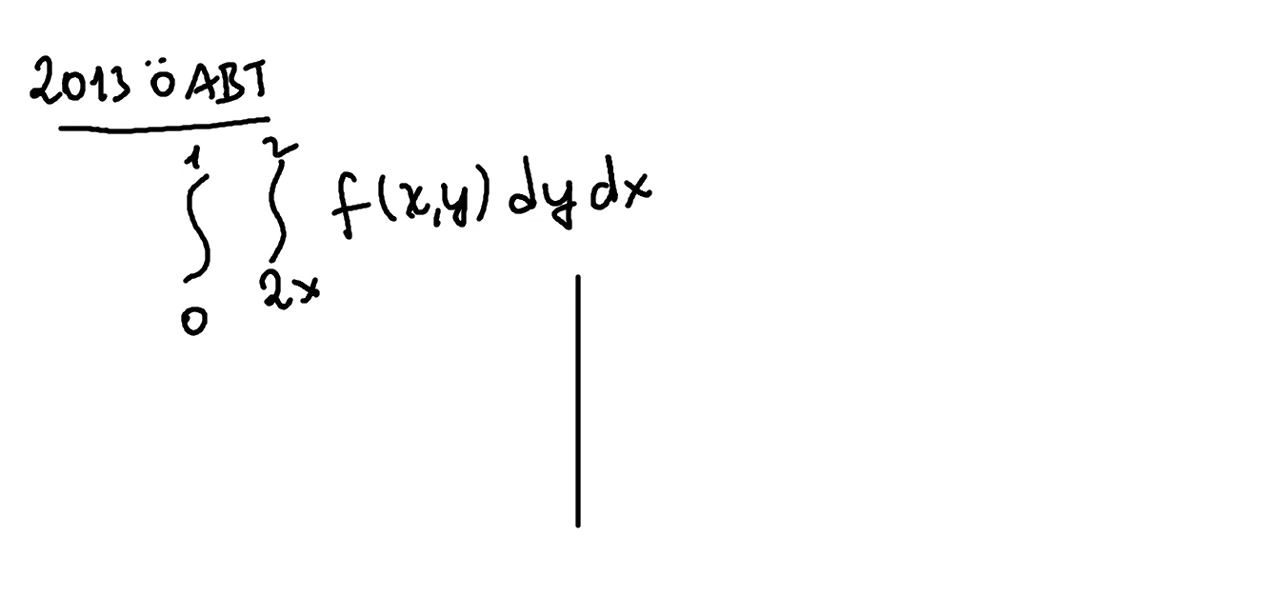 2013 ÖABT
∫₀¹ ∫₂ₓ² f(x,y) dy dx